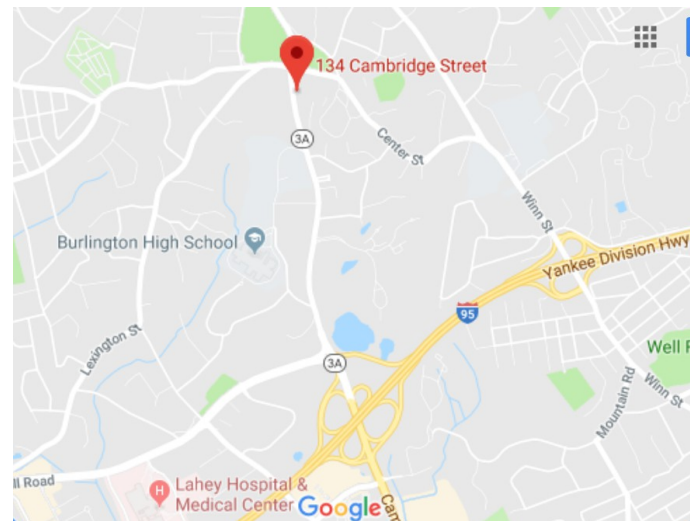 134 Cambridge Street
3A
Center St
Winn St
Burlington High School
Yankee Division Hwy
95
Lexington St
3A
Well
Winn St
Mountain Rd
ll Road
H
Lahey Hospital &
Medical Center
Google
Cam